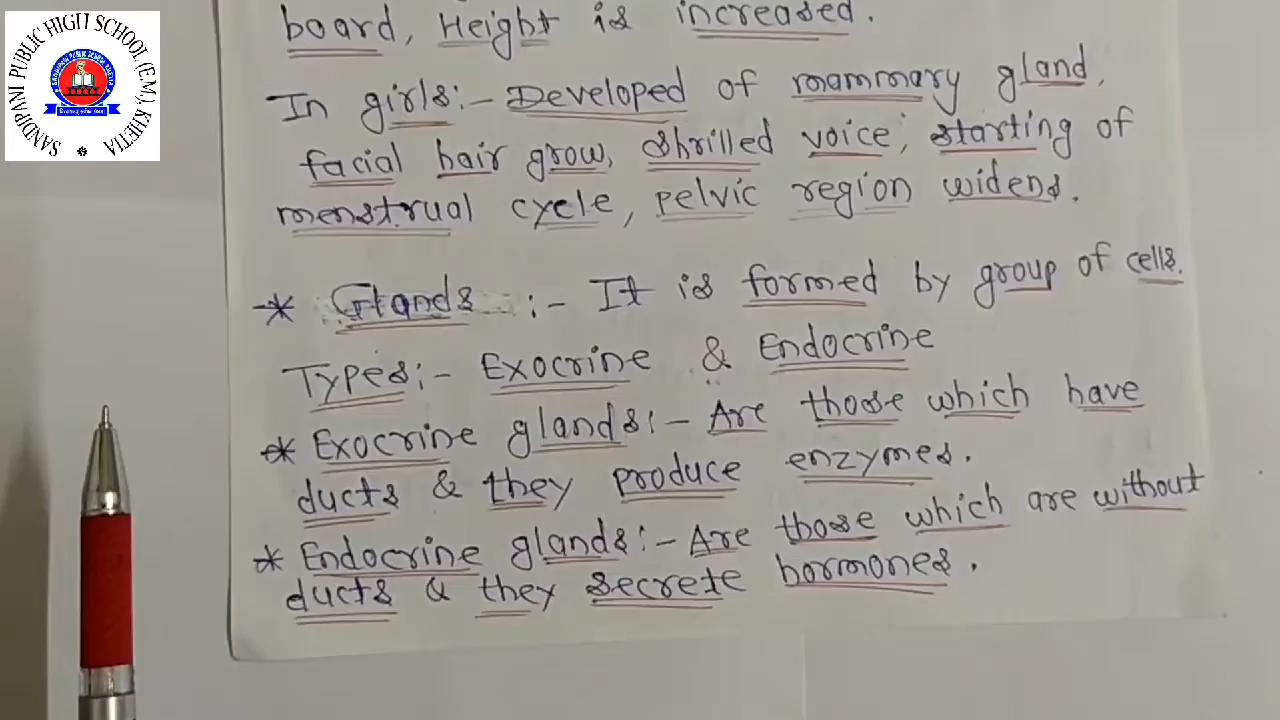 SANDIPANI PUBLIC HIGH SCHOOL (E.M.), KHETIA
board, Height is increased.
In girls:- Developed of mammary gland,
facial hair grow, shrilled voice, starting of
menstrual cycle, pelvic region widens.
* Glands :- It is formed by group of cells.
Types:- Exocrine & Endocrine
* Exocrine glands:- Are those which have
ducts & they produce enzymes.
* Endocrine glands:- Are those which are without
ducts & they secrete hormones.